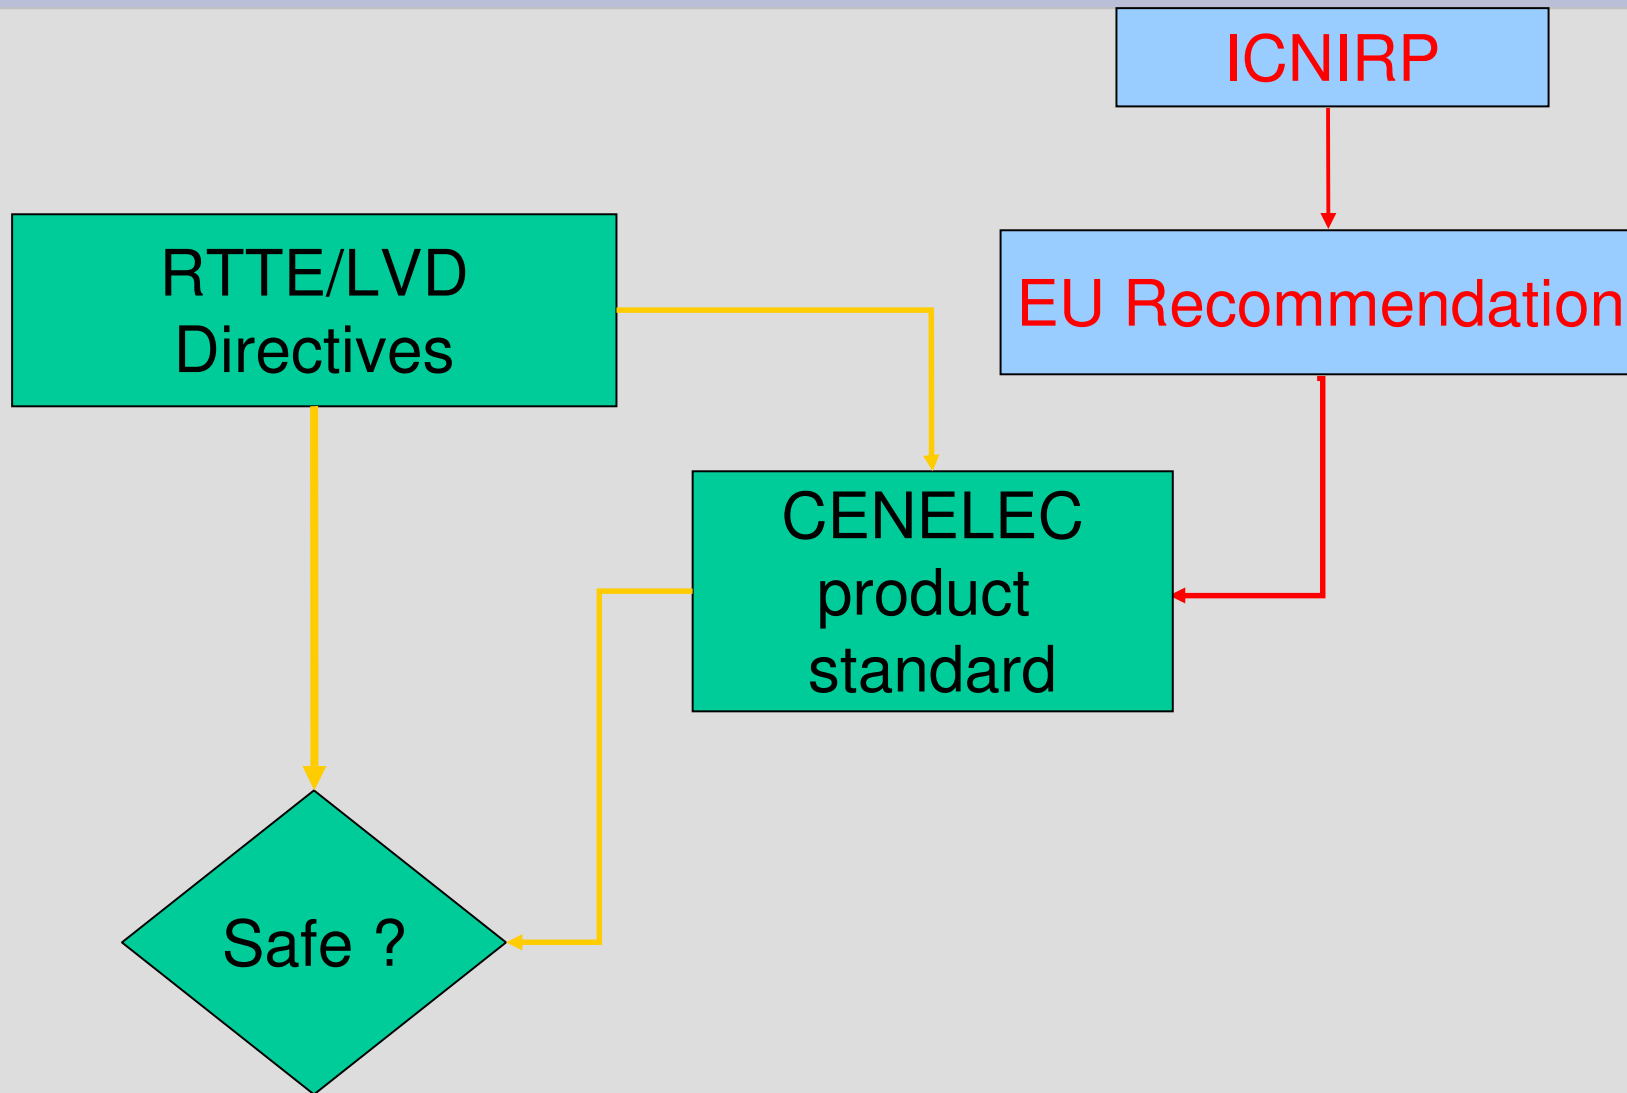 ICNIRP
RTTE/LVD
Directives
EU Recommendation
CENELEC
product
standard
Safe ?